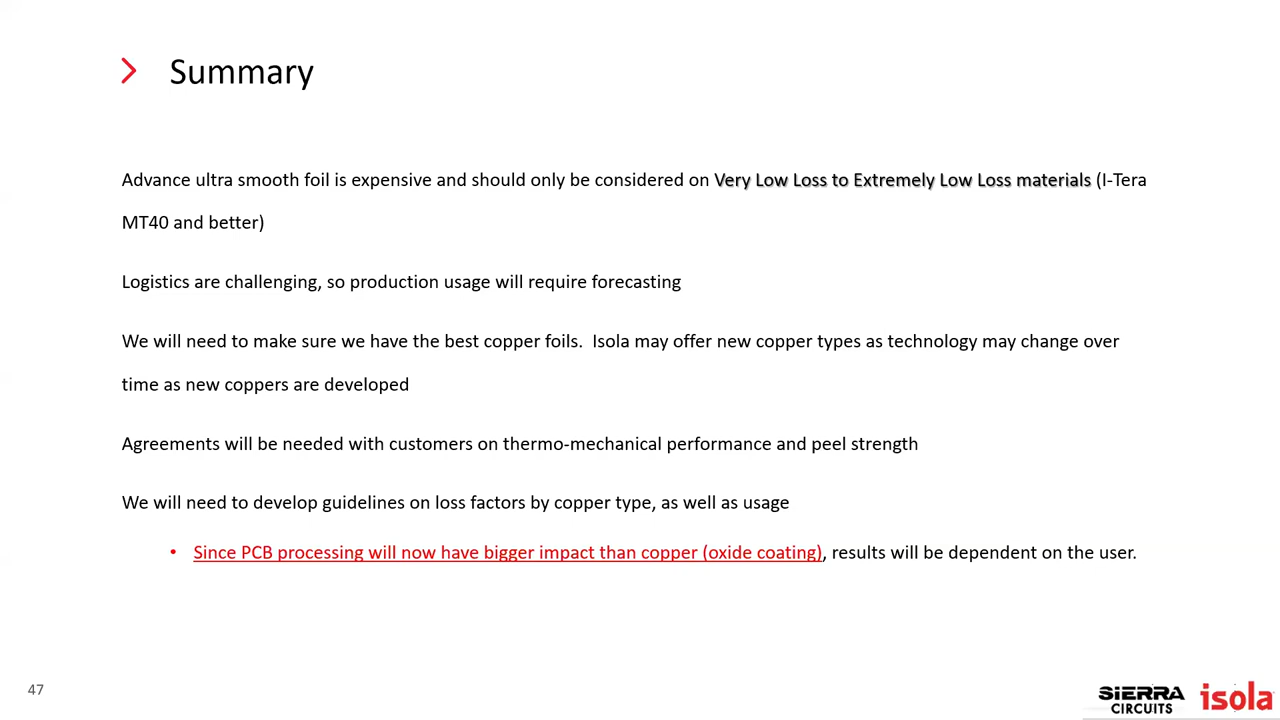 Summary
Advance ultra smooth foil is expensive and should only be considered on Very Low Loss to Extremely Low Loss materials (I-Tera
MT40 and better)
Logistics are challenging, so production usage will require forecasting
We will need to make sure we have the best copper foils.  Isola may offer new copper types as technology may change over
time as new coppers are developed
Agreements will be needed with customers on thermo-mechanical performance and peel strength
We will need to develop guidelines on loss factors by copper type, as well as usage
• Since PCB processing will now have bigger impact than copper (oxide coating), results will be dependent on the user.
47
SIERRA
CIRCUITS
isola